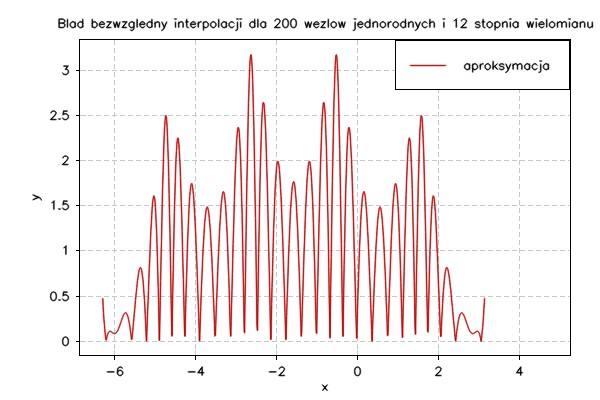 Blad bezwzgledny interpolacji dla 200 wezlow jednorodnych i 12 stopnia wielomianu
aproksymacja
3
2.5
2
1.5
1
0.5
0
y
−6 −4 −2 0 2 4
x